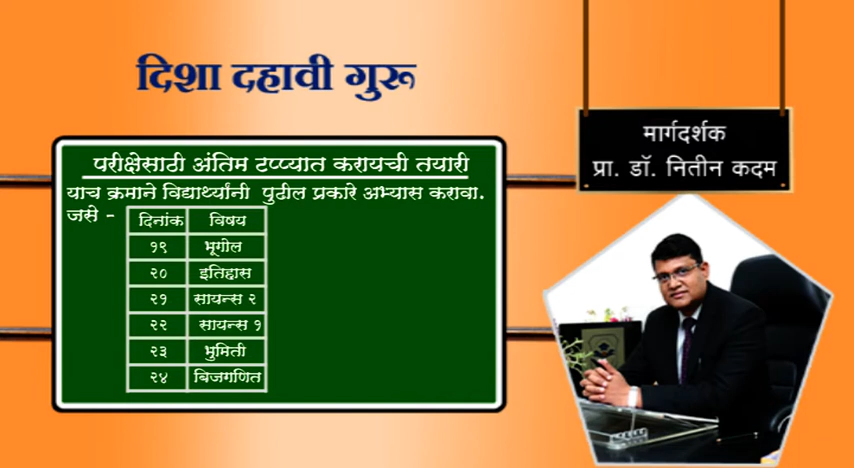 दिशा दहावी गुरू
मार्गदर्शक
प्रा. डॉ. नितीन कदम
परीक्षेसाठी अंतिम टप्प्यात करायची तयारी
याच क्रमाने विद्यार्थ्यांनी पुढील प्रकारे अभ्यास करावा.
जसे -
दिनांक विषय
१९ भूगोल
२० इतिहास
२१ सायन्स २
२२ सायन्स १
२३ भुमिती
२४ बिजगणित